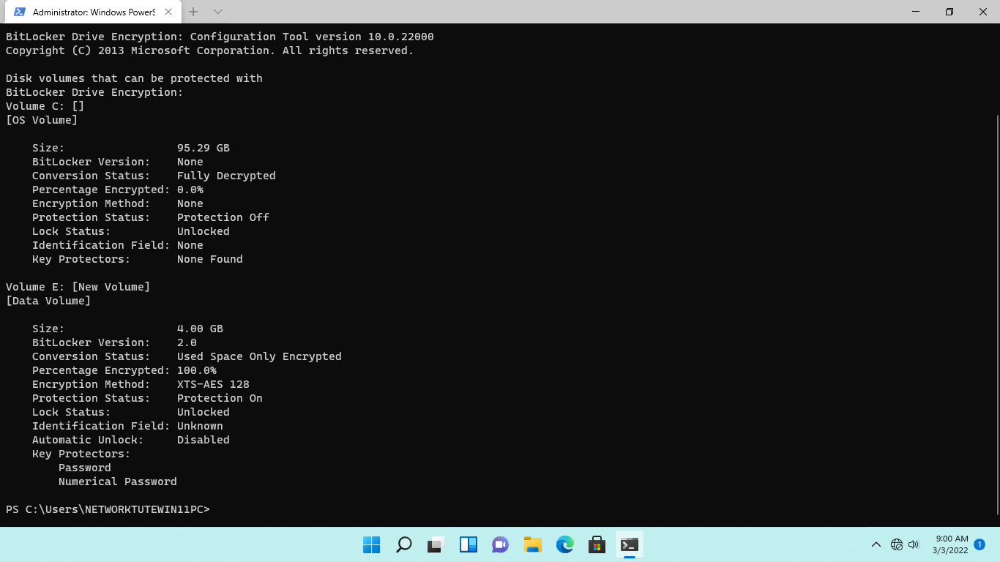 Administrator: Windows PowerS
BitLocker Drive Encryption: Configuration Tool version 10.0.22000
Copyright (C) 2013 Microsoft Corporation. All rights reserved.
Disk volumes that can be protected with
BitLocker Drive Encryption:
Volume C: []
[OS Volume]
Size: 95.29 GB
BitLocker Version: None
Conversion Status: Fully Decrypted
Percentage Encrypted: 0.0%
Encryption Method: None
Protection Status: Protection Off
Lock Status: Unlocked
Identification Field: None
Key Protectors: None Found
Volume E: [New Volume]
[Data Volume]
Size: 4.00 GB
BitLocker Version: 2.0
Conversion Status: Used Space Only Encrypted
Percentage Encrypted: 100.0%
Encryption Method: XTS-AES 128
Protection Status: Protection On
Lock Status: Unlocked
Identification Field: Unknown
Automatic Unlock: Disabled
Key Protectors:
Password
Numerical Password
PS C:\Users\NETWORKTUTEWIN11PC>
9:00 AM
3/3/2022
1